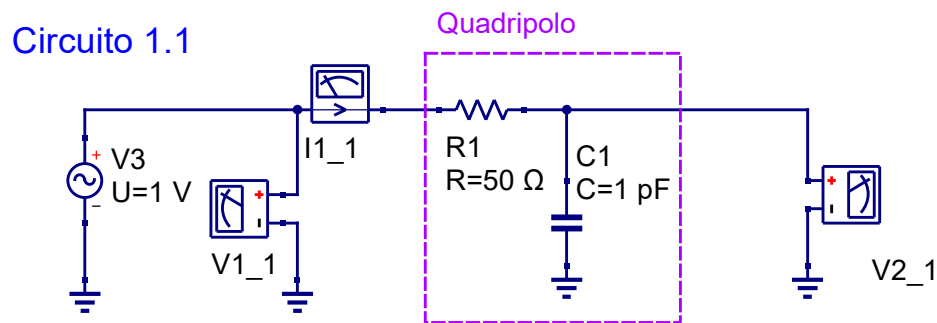 Quadripolo
Circuito 1.1
I1_1
V3
U=1 V
R1
R=50 Ω
C1
C=1 pF
V1_1
V2_1